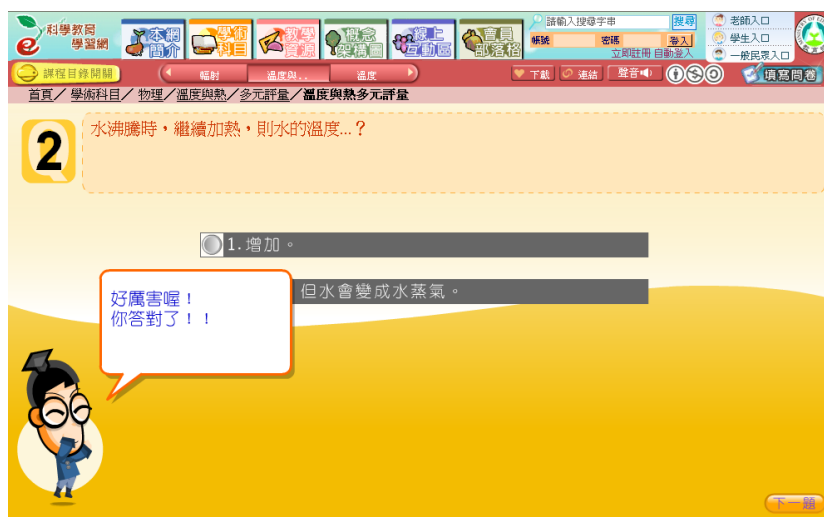 科學教育
e 學習網
本網
簡介
學術
科目
教學
資源
概念
架構圖
線上
互動區
會員
部落格
請輸入搜尋字串
搜尋
帳號
密碼
登入
立即註冊 自動登入
老師入口
學生入口
一般民眾入口
課程目錄開關
輻射
溫度與..
溫度
下載
連結
聲音
填寫問卷
首頁／學術科目／物理／溫度與熱／多元評量／溫度與熱多元評量
2
水沸騰時，繼續加熱，則水的溫度...？
1.增加。
但水會變成水蒸氣。
好厲害喔！
你答對了！！
下一題